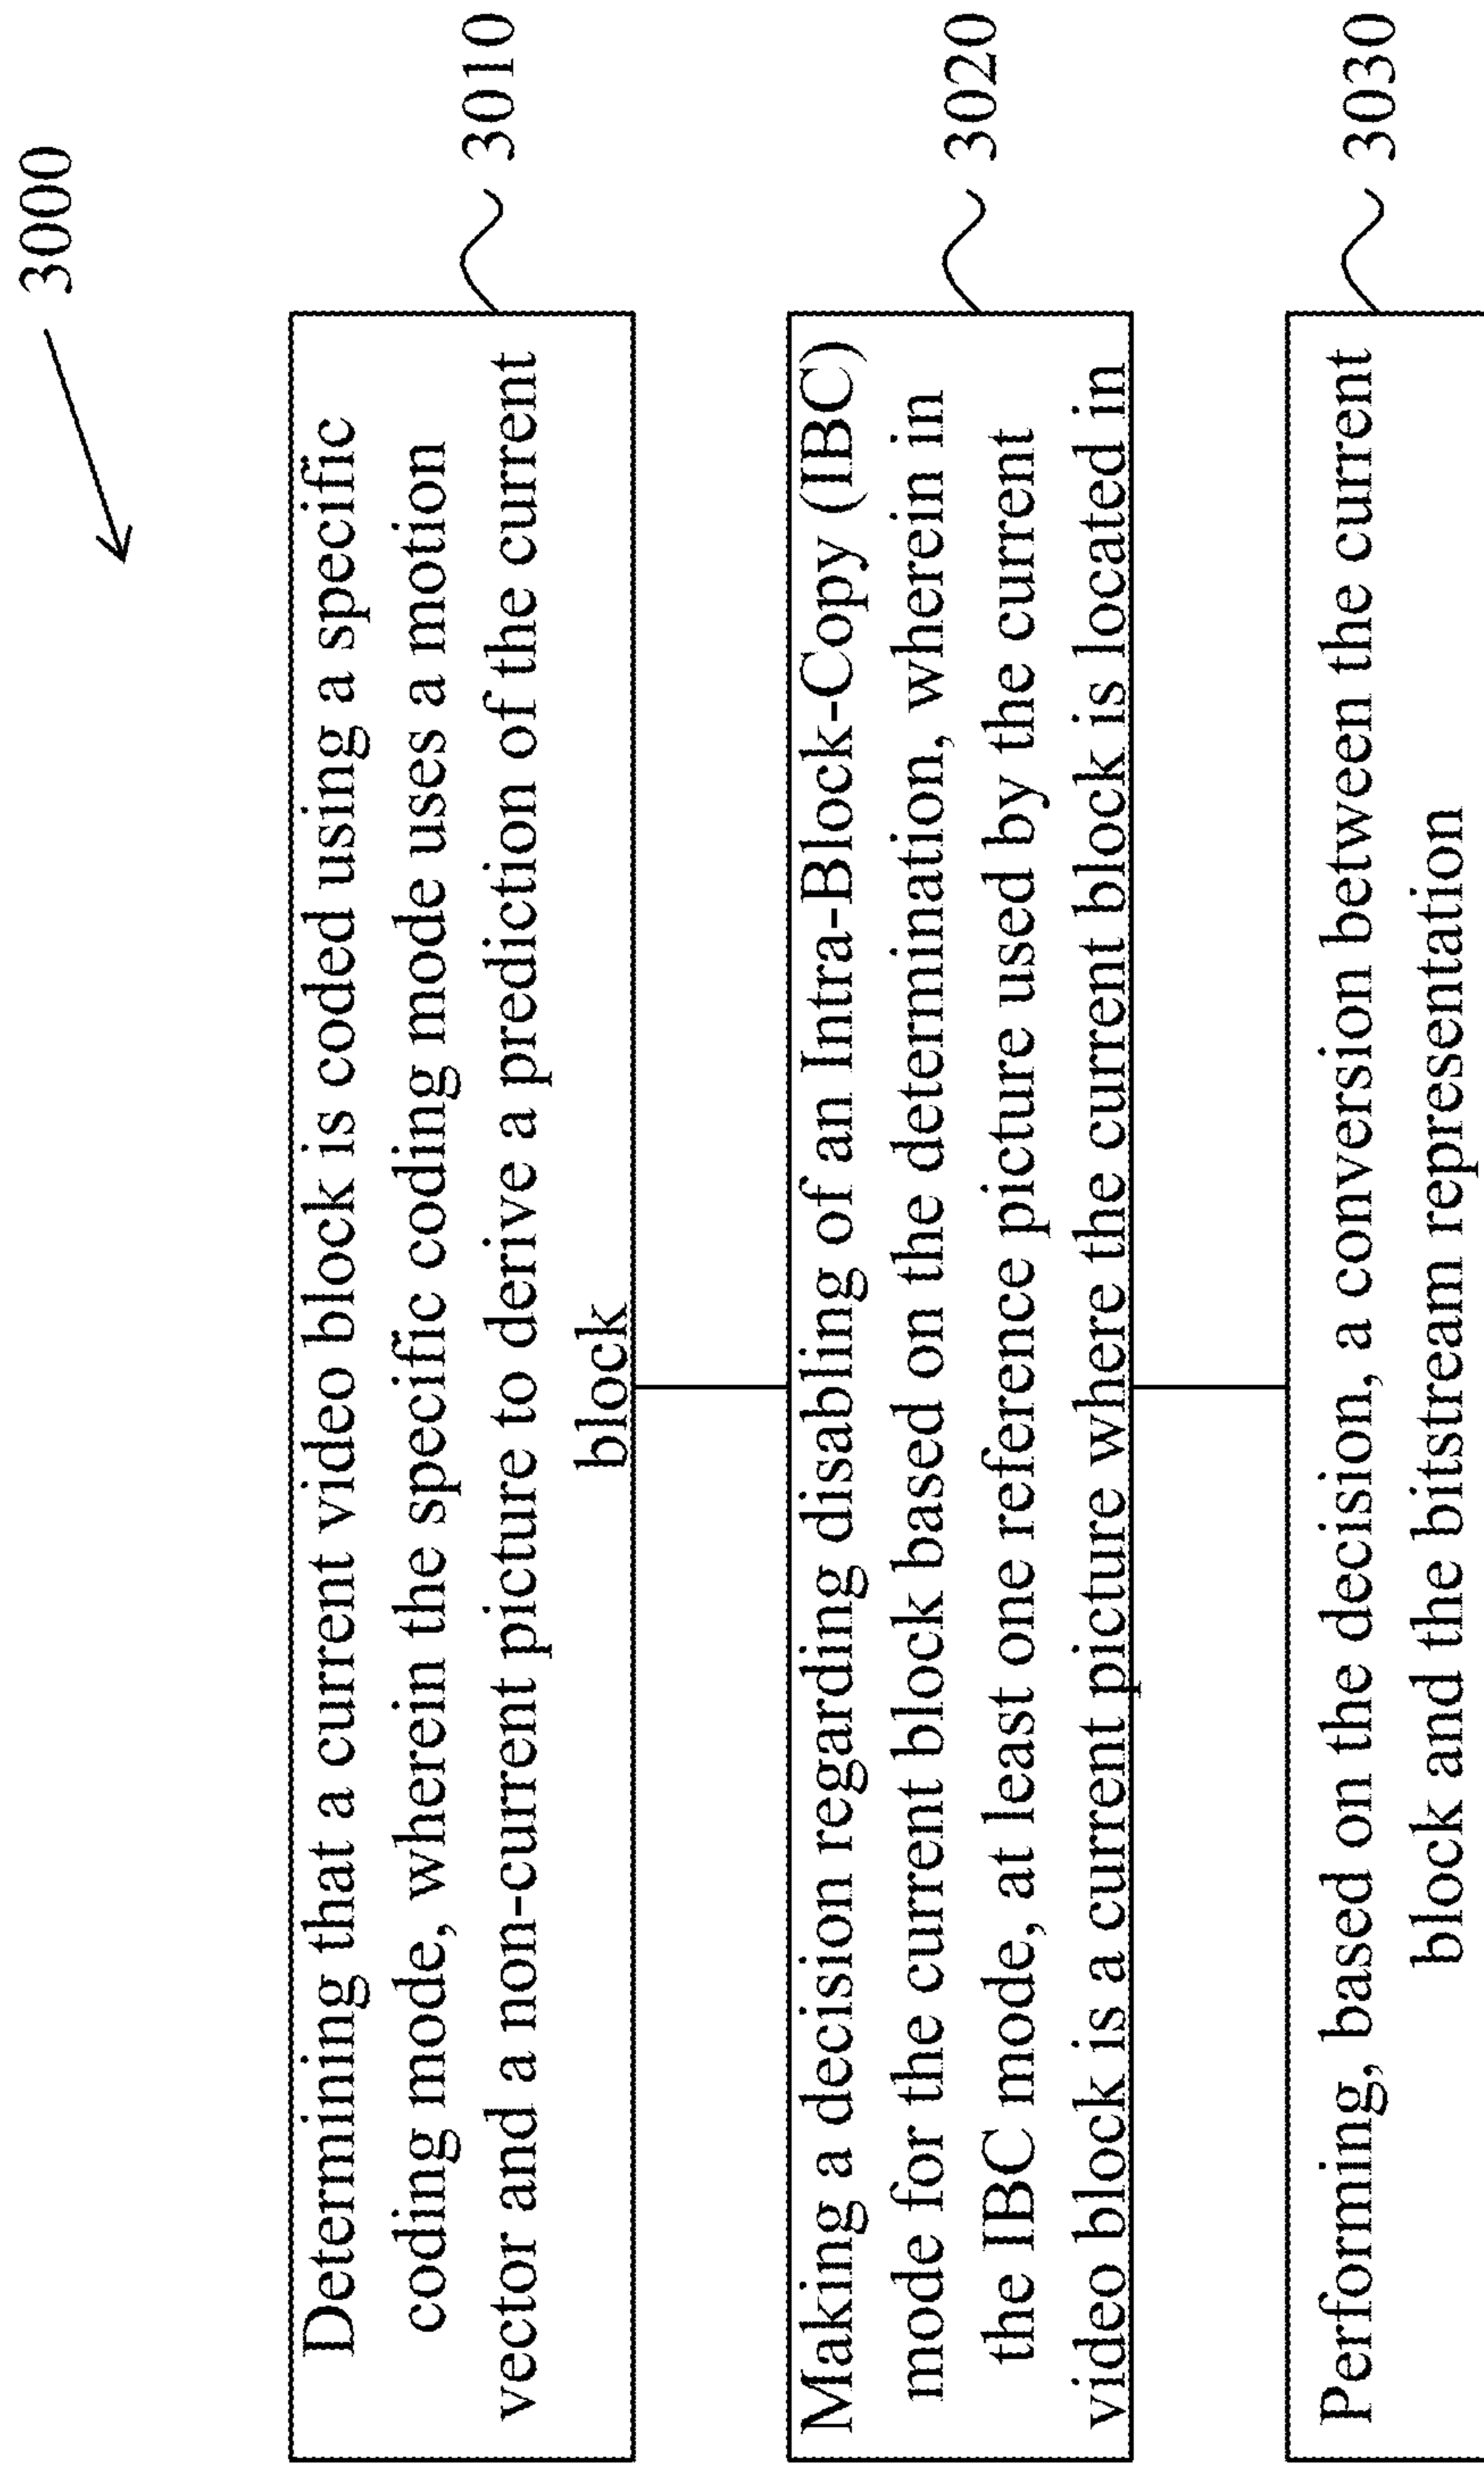 3000
Determining that a current video block is coded using a specific
coding mode, wherein the specific coding mode uses a motion
vector and a non-current picture to derive a prediction of the current
block
3010
Making a decision regarding disabling of an Intra-Block-Copy (IBC)
mode for the current block based on the determination, wherein in
the IBC mode, at least one reference picture used by the current
video block is a current picture where the current block is located in
3020
Performing, based on the decision, a conversion between the current
block and the bitstream representation
3030